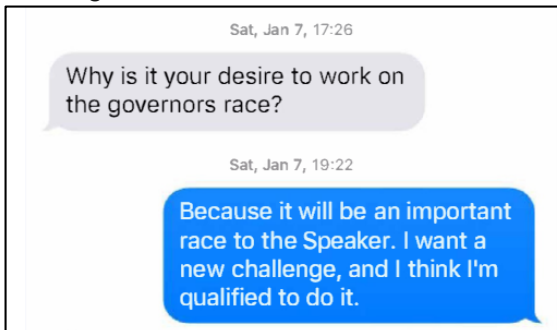 Sat, Jan 7, 17:26
Why is it your desire to work on
the governors race?
Sat, Jan 7, 19:22
Because it will be an important
race to the Speaker. I want a
new challenge, and I think I'm
qualified to do it.